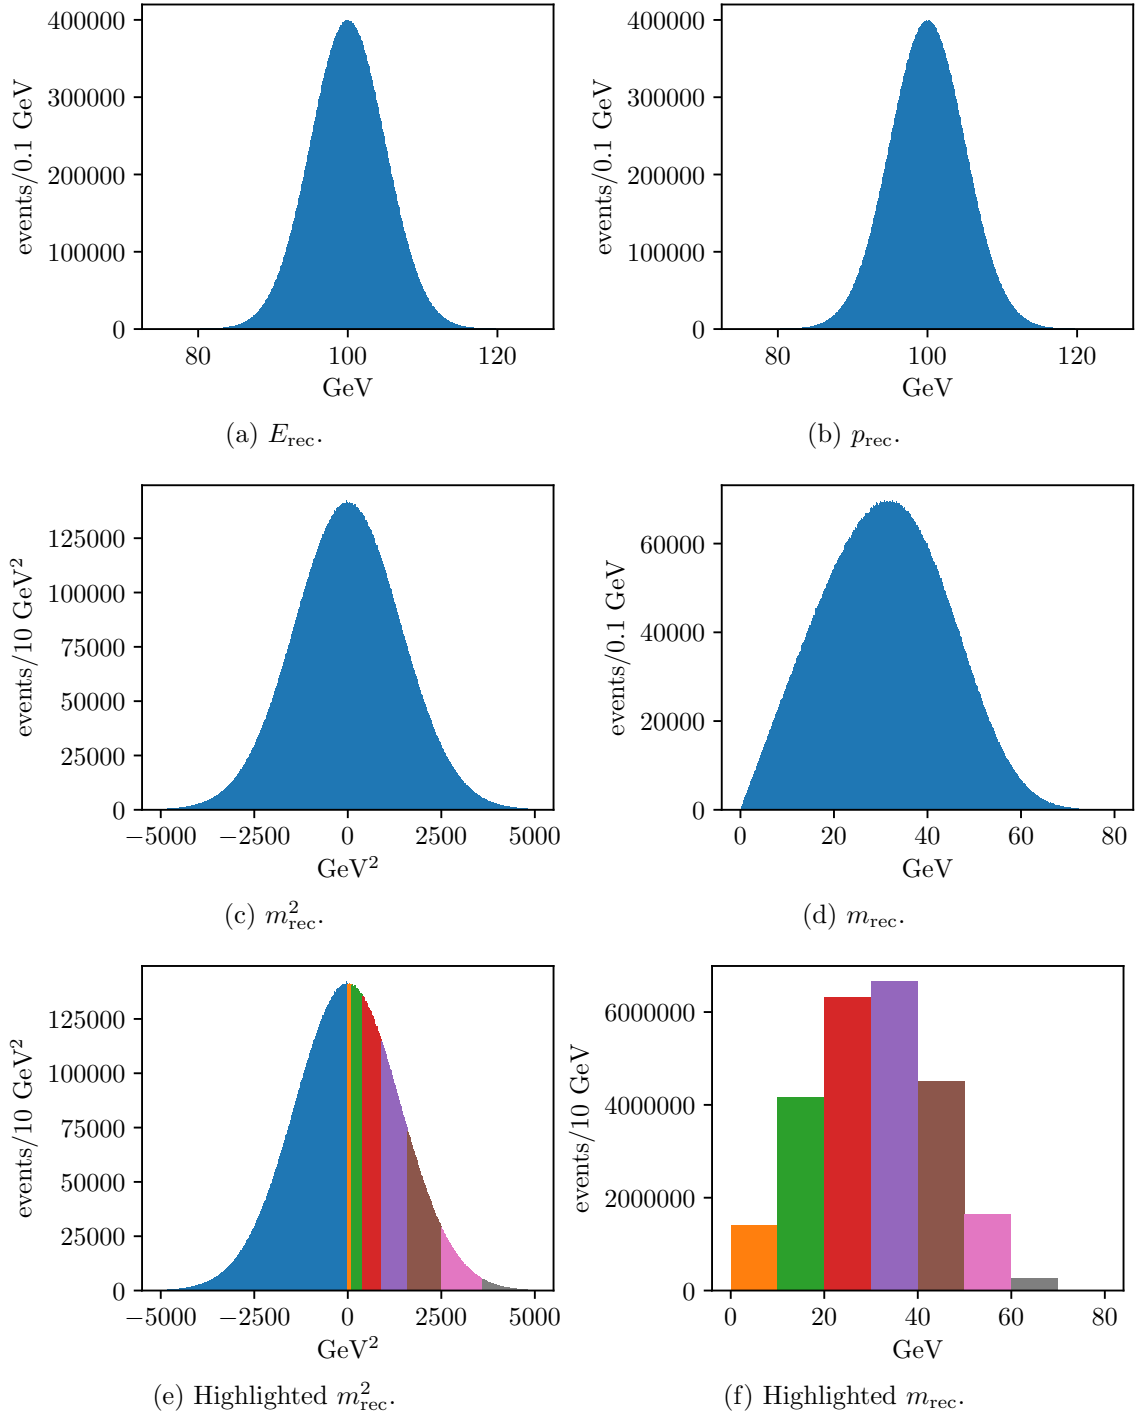 400000
300000
200000
100000
0
events/0.1 GeV
80 100 120
GeV
(a) E_rec.
400000
300000
200000
100000
0
events/0.1 GeV
80 100 120
GeV
(b) p_rec.
125000
100000
75000
50000
25000
0
events/10 GeV²
−5000 −2500 0 2500 5000
GeV²
(c) m²_rec.
60000
40000
20000
0
events/0.1 GeV
0 20 40 60 80
GeV
(d) m_rec.
125000
100000
75000
50000
25000
0
events/10 GeV²
−5000 −2500 0 2500 5000
GeV²
(e) Highlighted m²_rec.
6000000
4000000
2000000
0
events/10 GeV
0 20 40 60 80
GeV
(f) Highlighted m_rec.